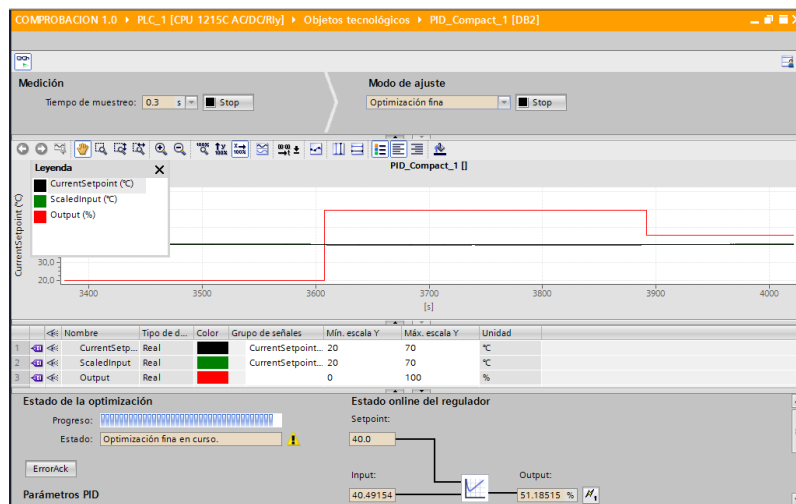 COMPROBACION 1.0 ▸ PLC_1 [CPU 1215C AC/DC/Rly] ▸ Objetos tecnológicos ▸ PID_Compact_1 [DB2]
Medición
Modo de ajuste
Tiempo de muestreo: 0.3 s Stop
Optimización fina Stop
PID_Compact_1 []
Leyenda
CurrentSetpoint (°C)
ScaledInput (°C)
Output (%)
CurrentSetpoint (°C)
30,0
20,0
3400 3500 3600 3700 3800 3900 4000
[s]
Nombre Tipo de d... Color Grupo de señales Mín. escala Y Máx. escala Y Unidad
1 CurrentSetp... Real CurrentSetpoint... 20 70 °C
2 ScaledInput Real CurrentSetpoint... 20 70 °C
3 Output Real 0 100 %
Estado de la optimización
Estado online del regulador
Progreso:
Setpoint:
Estado: Optimización fina en curso.
40.0
ErrorAck
Input:
Output:
Parámetros PID
40.49154
51.18515 %